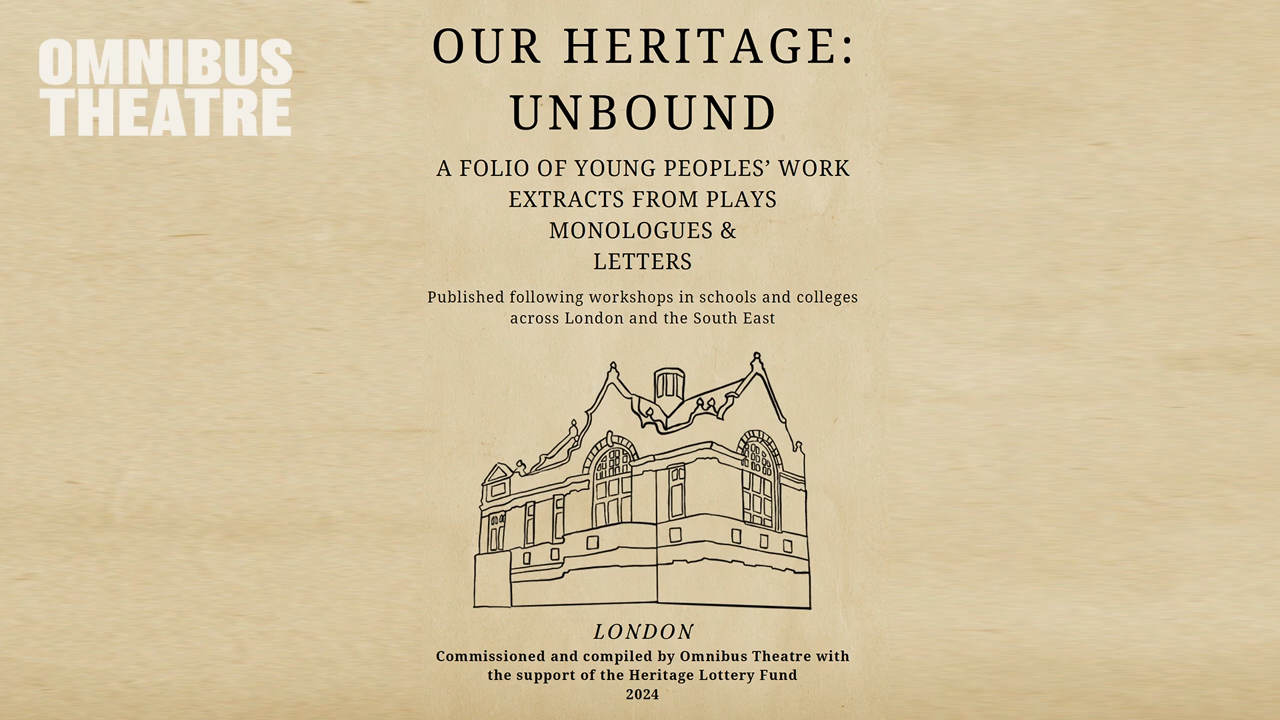 OMNIBUS
THEATRE
OUR HERITAGE:
UNBOUND
A FOLIO OF YOUNG PEOPLES’ WORK
EXTRACTS FROM PLAYS
MONOLOGUES &
LETTERS
Published following workshops in schools and colleges
across London and the South East
LONDON
Commissioned and compiled by Omnibus Theatre with
the support of the Heritage Lottery Fund
2024